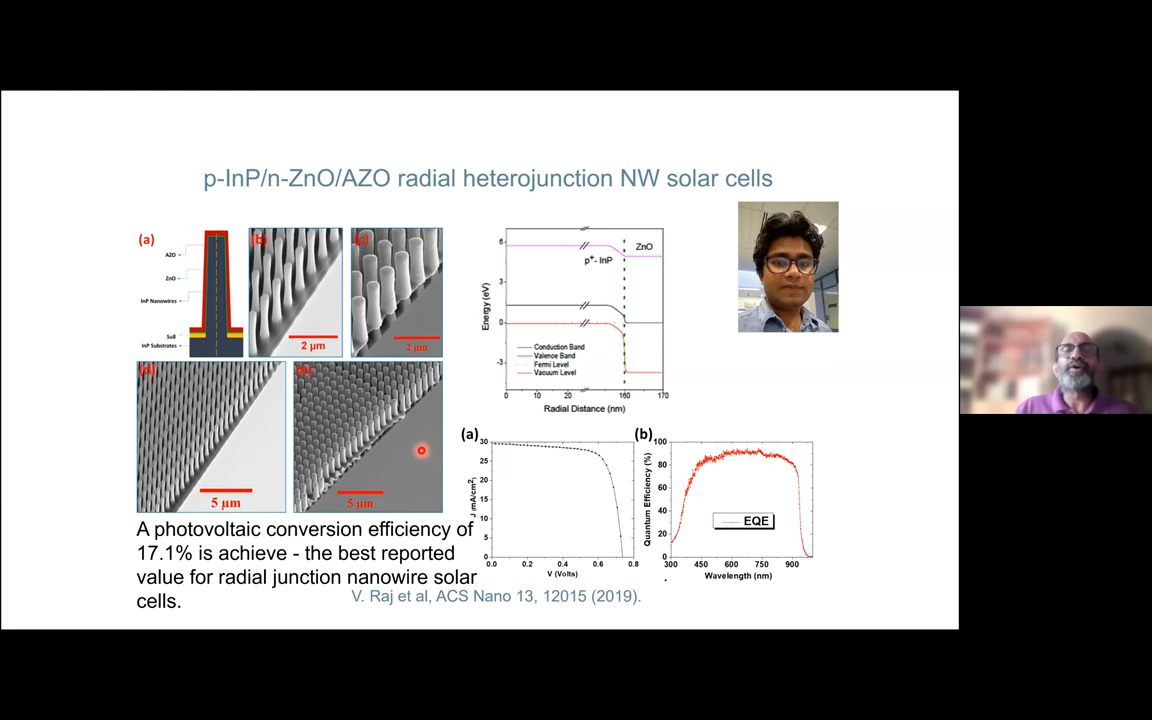 p-InP/n-ZnO/AZO radial heterojunction NW solar cells
(a)
AZO
ZnO
InP Nanowires
Su8
InP Substrates
(b)
2 μm
(c)
2 μm
(d)
5 μm
(e)
5 μm
6
3
0
-3
Energy (eV)
p+- InP
ZnO
Conduction Band
Valence Band
Fermi Level
Vacuum Level
0 10 20 160 170
Radial Distance (nm)
(a)
30
25
20
15
10
5
0
J (mA/cm2)
0.0 0.2 0.4 0.6 0.8
V (Volts)
(b)
100
80
60
40
20
0
Quantum Efficiency (%)
EQE
300 450 600 750 900
Wavelength (nm)
A photovoltaic conversion efficiency of
17.1% is achieve - the best reported
value for radial junction nanowire solar
cells.
V. Raj et al, ACS Nano 13, 12015 (2019).